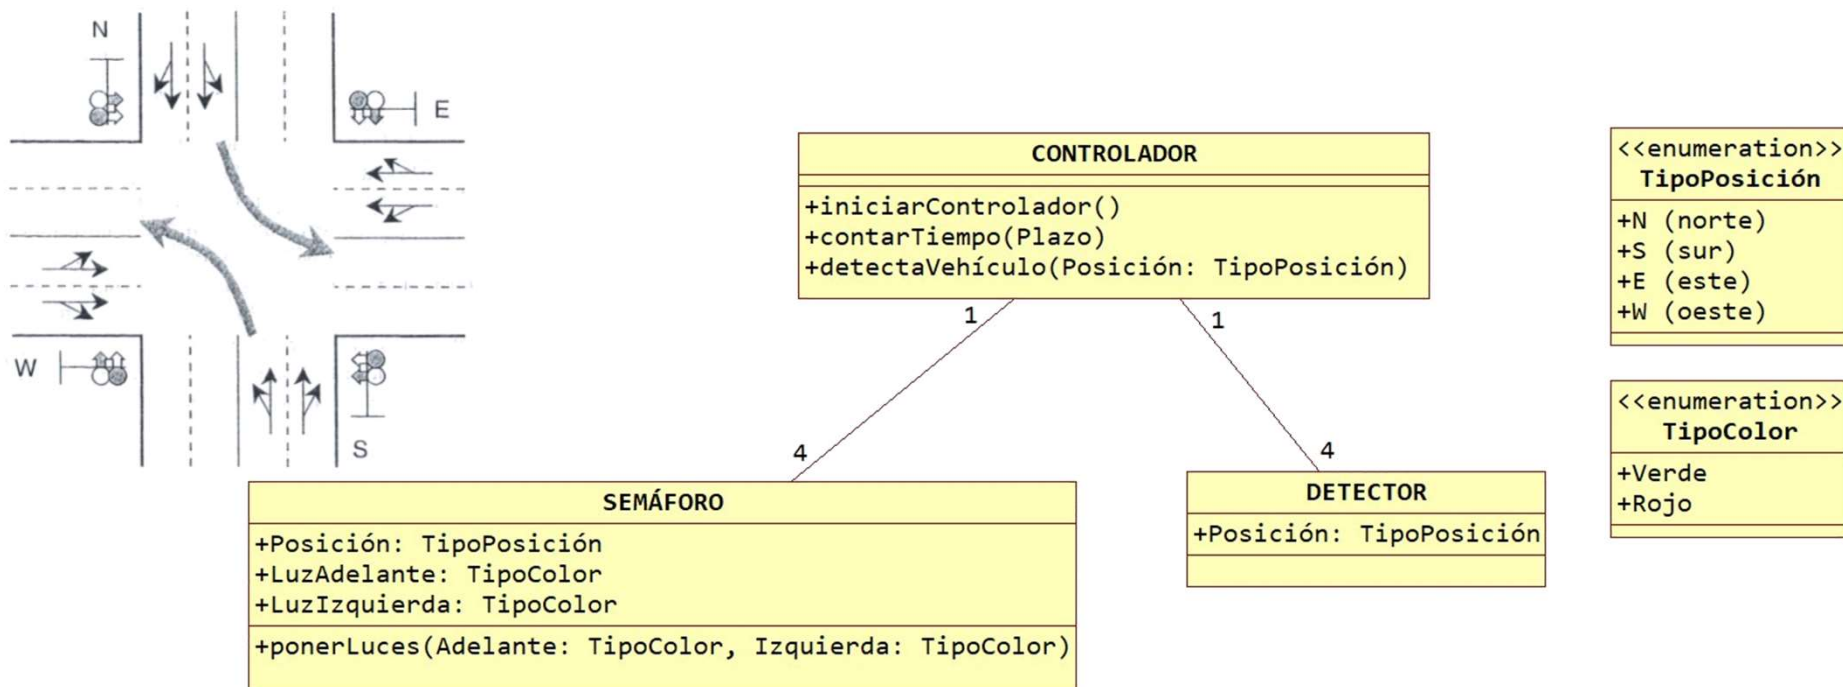 N
E
W
S
CONTROLADOR
+iniciarControlador()
+contarTiempo(Plazo)
+detectaVehículo(Posición: TipoPosición)
1
1
4
4
SEMÁFORO
+Posición: TipoPosición
+LuzAdelante: TipoColor
+LuzIzquierda: TipoColor
+ponerLuces(Adelante: TipoColor, Izquierda: TipoColor)
DETECTOR
+Posición: TipoPosición
<<enumeration>>
TipoPosición
+N (norte)
+S (sur)
+E (este)
+W (oeste)
<<enumeration>>
TipoColor
+Verde
+Rojo